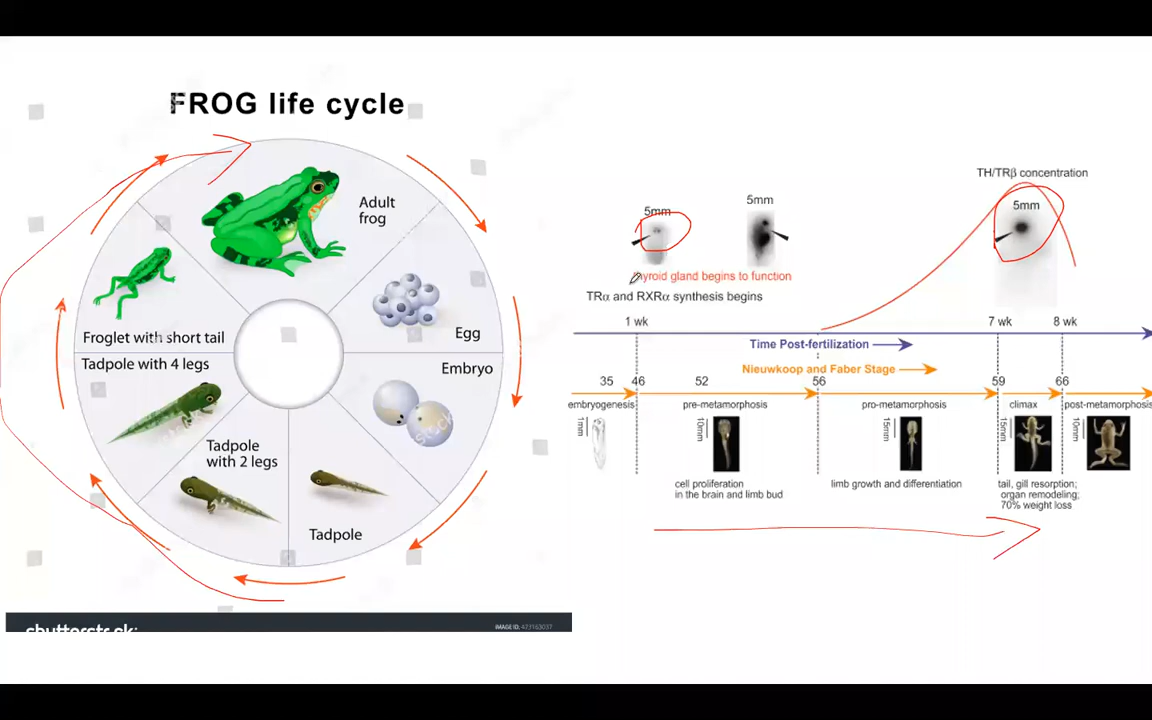 FROG life cycle
Adult
frog
Egg
Embryo
Tadpole
Tadpole
with 2 legs
Tadpole with 4 legs
Froglet with short tail
IMAGE ID: 471163037
TH/TRβ concentration
5mm
5mm
5mm
thyroid gland begins to function
TRα and RXRα synthesis begins
1 wk
7 wk
8 wk
Time Post-fertilization
Nieuwkoop and Faber Stage
35
46
52
56
59
66
embryogenesis
pre-metamorphosis
pro-metamorphosis
climax
post-metamorphosis
1mm
10mm
15mm
15mm
10mm
cell proliferation
in the brain and limb bud
limb growth and differentiation
tail, gill resorption;
organ remodeling;
70% weight loss